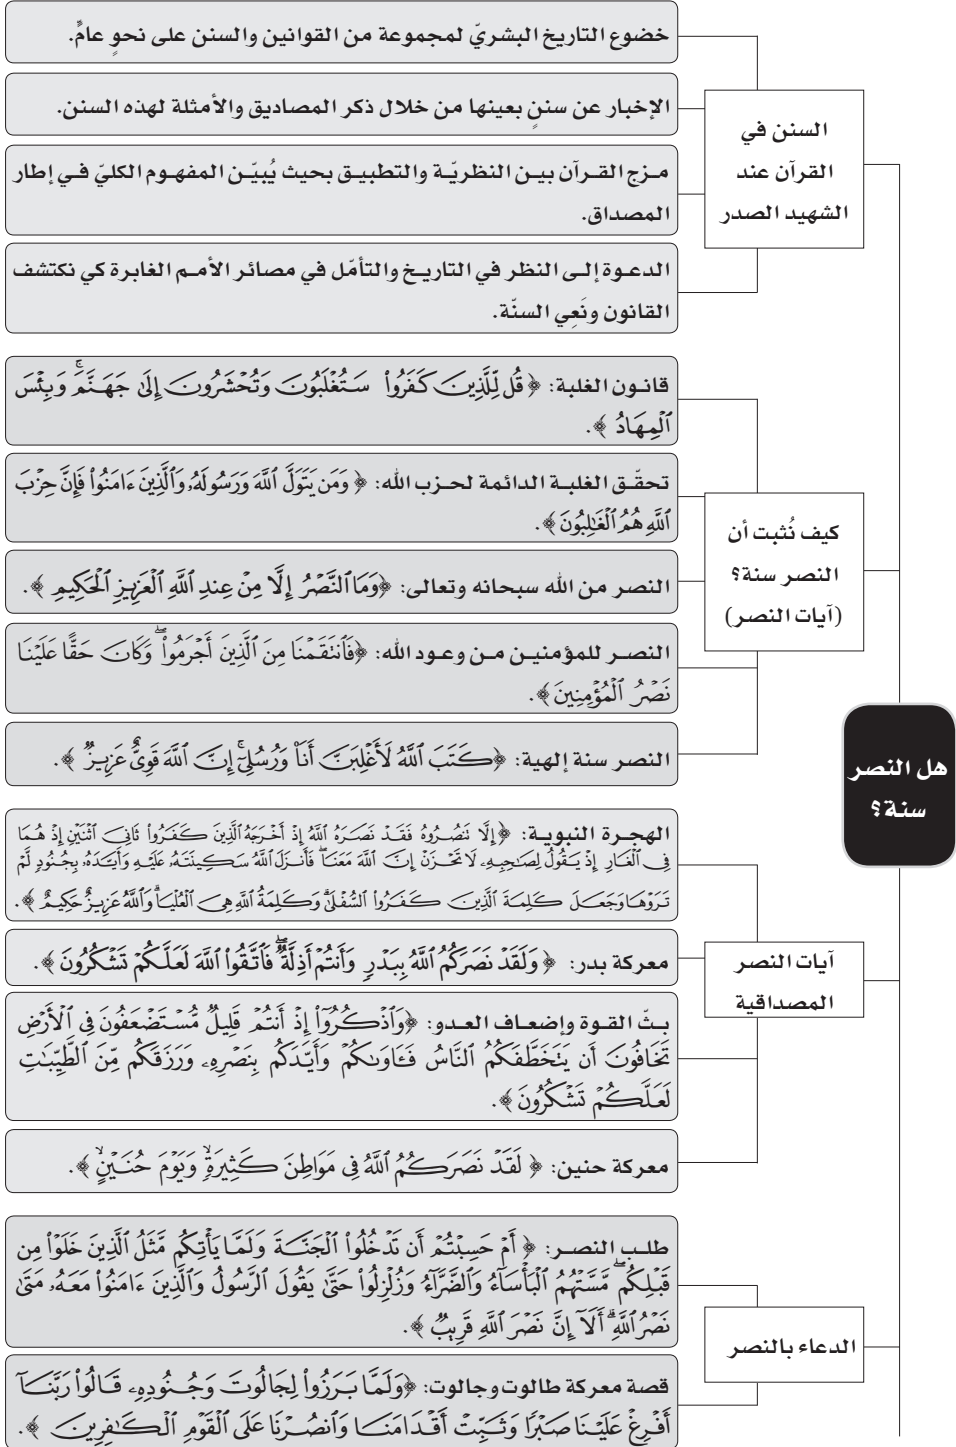 هل النصر
سنة؟
السنن في
القرآن عند
الشهيد الصدر
خضوع التاريخ البشريّ لمجموعة من القوانين والسنن على نحوٍ عامٍّ.
الإخبار عن سننٍ بعينها من خلال ذكر المصاديق والأمثلة لهذه السنن.
مزج القرآن بين النظريّة والتطبيق بحيث يُبيّن المفهوم الكليّ في إطار
المصداق.
الدعوة إلى النظر في التاريخ والتأمّل في مصائر الأمم الغابرة كي نكتشف
القانون ونَعِي السنّة.
كيف نُثبت أن
النصر سنة؟
(آيات النصر)
قانون الغلبة: ﴿قُل لِّلَّذِينَ كَفَرُواْ سَتُغۡلَبُونَ وَتُحۡشَرُونَ إِلَىٰ جَهَنَّمَۚ وَبِئۡسَ
ٱلۡمِهَادُ ﴾.
تحقّق الغلبة الدائمة لحزب الله: ﴿ وَمَن يَتَوَلَّ ٱللَّهَ وَرَسُولَهُۥ وَٱلَّذِينَ ءَامَنُواْ فَإِنَّ حِزۡبَ
ٱللَّهِ هُمُ ٱلۡغَٰلِبُونَ ﴾.
النصر من الله سبحانه وتعالى: ﴿وَمَا ٱلنَّصۡرُ إِلَّا مِنۡ عِندِ ٱللَّهِ ٱلۡعَزِيزِ ٱلۡحَكِيمِ ﴾.
النصر للمؤمنين من وعود الله: ﴿فَٱنتَقَمۡنَا مِنَ ٱلَّذِينَ أَجۡرَمُواْۖ وَكَانَ حَقًّا عَلَيۡنَا
نَصۡرُ ٱلۡمُؤۡمِنِينَ﴾.
النصر سنة إلهية: ﴿كَتَبَ ٱللَّهُ لَأَغۡلِبَنَّ أَنَا۠ وَرُسُلِيٓۚ إِنَّ ٱللَّهَ قَوِيٌّ عَزِيزٌ ﴾.
آيات النصر
المصداقية
الهجرة النبوية: ﴿إِلَّا تَنصُرُوهُ فَقَدۡ نَصَرَهُ ٱللَّهُ إِذۡ أَخۡرَجَهُ ٱلَّذِينَ كَفَرُواْ ثَانِيَ ٱثۡنَيۡنِ إِذۡ هُمَا
فِي ٱلۡغَارِ إِذۡ يَقُولُ لِصَٰحِبِهِۦ لَا تَحۡزَنۡ إِنَّ ٱللَّهَ مَعَنَاۖ فَأَنزَلَ ٱللَّهُ سَكِينَتَهُۥ عَلَيۡهِ وَأَيَّدَهُۥ بِجُنُودٖ لَّمۡ
تَرَوۡهَا وَجَعَلَ كَلِمَةَ ٱلَّذِينَ كَفَرُواْ ٱلسُّفۡلَىٰۗ وَكَلِمَةُ ٱللَّهِ هِيَ ٱلۡعُلۡيَاۗ وَٱللَّهُ عَزِيزٌ حَكِيمٌ ﴾.
معركة بدر: ﴿ وَلَقَدۡ نَصَرَكُمُ ٱللَّهُ بِبَدۡرٖ وَأَنتُمۡ أَذِلَّةٞۖ فَٱتَّقُواْ ٱللَّهَ لَعَلَّكُمۡ تَشۡكُرُونَ ﴾.
بثّ القوة وإضعاف العدو: ﴿وَٱذۡكُرُوٓاْ إِذۡ أَنتُمۡ قَلِيلٞ مُّسۡتَضۡعَفُونَ فِي ٱلۡأَرۡضِ
تَخَافُونَ أَن يَتَخَطَّفَكُمُ ٱلنَّاسُ فَـَٔاوَىٰكُمۡ وَأَيَّدَكُم بِنَصۡرِهِۦ وَرَزَقَكُم مِّنَ ٱلطَّيِّبَٰتِ
لَعَلَّكُمۡ تَشۡكُرُونَ ﴾.
معركة حنين: ﴿ لَقَدۡ نَصَرَكُمُ ٱللَّهُ فِي مَوَاطِنَ كَثِيرَةٖۙ وَيَوۡمَ حُنَيۡنٍۙ ﴾.
الدعاء بالنصر
طلب النصر: ﴿ أَمۡ حَسِبۡتُمۡ أَن تَدۡخُلُواْ ٱلۡجَنَّةَ وَلَمَّا يَأۡتِكُم مَّثَلُ ٱلَّذِينَ خَلَوۡاْ مِن
قَبۡلِكُمۖ مَّسَّتۡهُمُ ٱلۡبَأۡسَآءُ وَٱلضَّرَّآءُ وَزُلۡزِلُواْ حَتَّىٰ يَقُولَ ٱلرَّسُولُ وَٱلَّذِينَ ءَامَنُواْ مَعَهُۥ مَتَىٰ
نَصۡرُ ٱللَّهِۗ أَلَآ إِنَّ نَصۡرَ ٱللَّهِ قَرِيبٞ ﴾.
قصة معركة طالوت وجالوت: ﴿وَلَمَّا بَرَزُواْ لِجَالُوتَ وَجُنُودِهِۦ قَالُواْ رَبَّنَآ
أَفۡرِغۡ عَلَيۡنَا صَبۡرٗا وَثَبِّتۡ أَقۡدَامَنَا وَٱنصُرۡنَا عَلَى ٱلۡقَوۡمِ ٱلۡكَٰفِرِينَ ﴾.